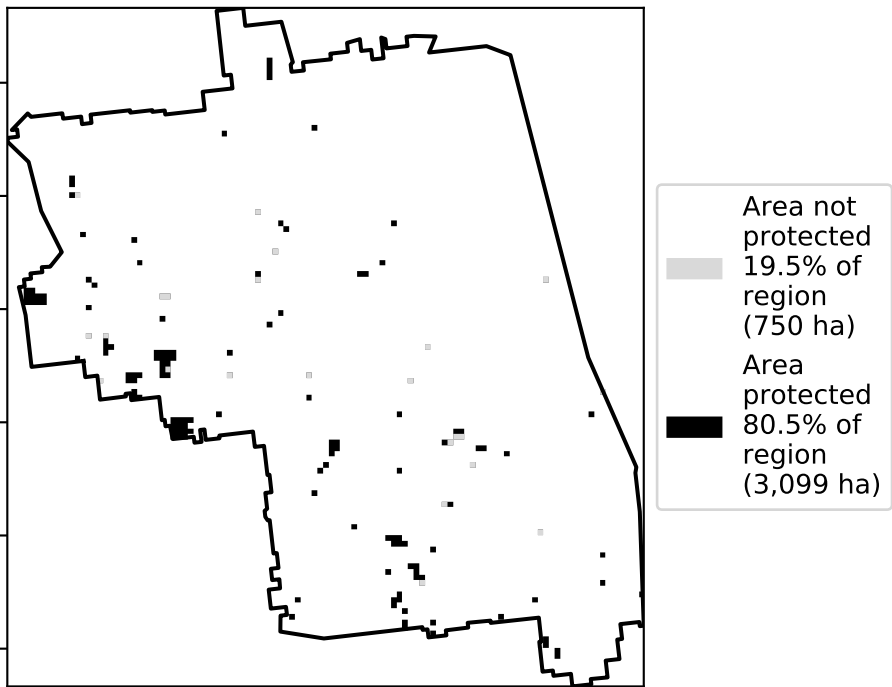 Area not
protected
19.5% of
region
(750 ha)
Area
protected
80.5% of
region
(3,099 ha)